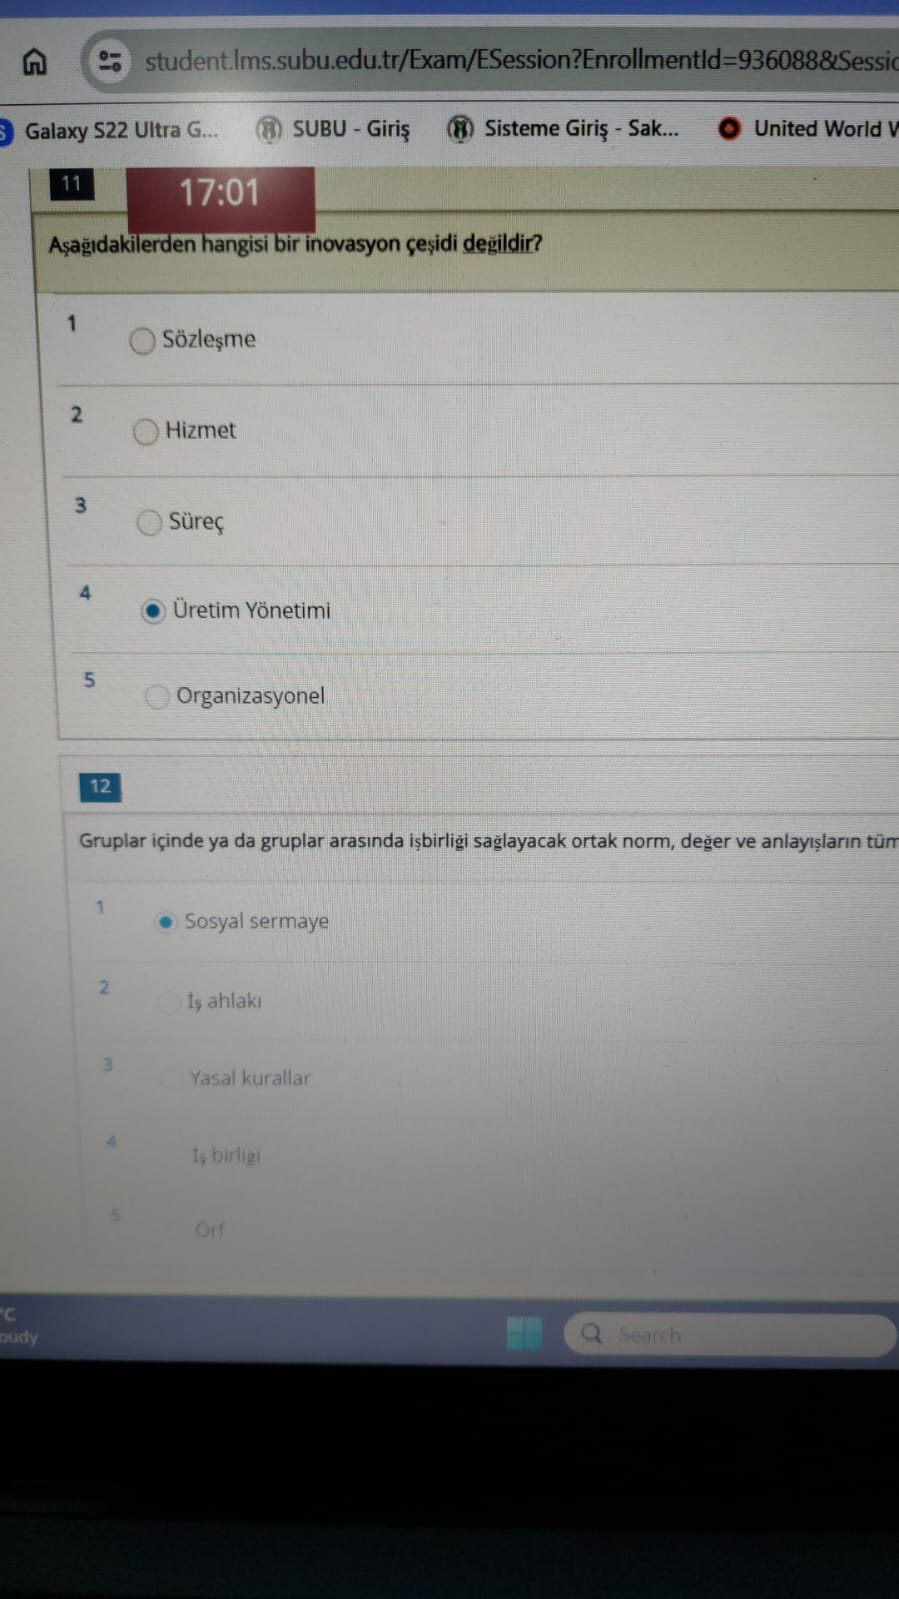 student.lms.subu.edu.tr/Exam/ESession?EnrollmentId=936088&Sessic
Galaxy S22 Ultra G... SUBU - Giriş Sisteme Giriş - Sak... United World
11 17:01
Aşağıdakilerden hangisi bir inovasyon çeşidi değildir?
1 Sözleşme
2 Hizmet
3 Süreç
4 Üretim Yönetimi
5 Organizasyonel
12
Gruplar içinde ya da gruplar arasında işbirliği sağlayacak ortak norm, değer ve anlayışların tüm
1 Sosyal sermaye
2 İş ahlakı
3 Yasal kurallar
4 İş birligi
5 Orf
°C
oudy
Search